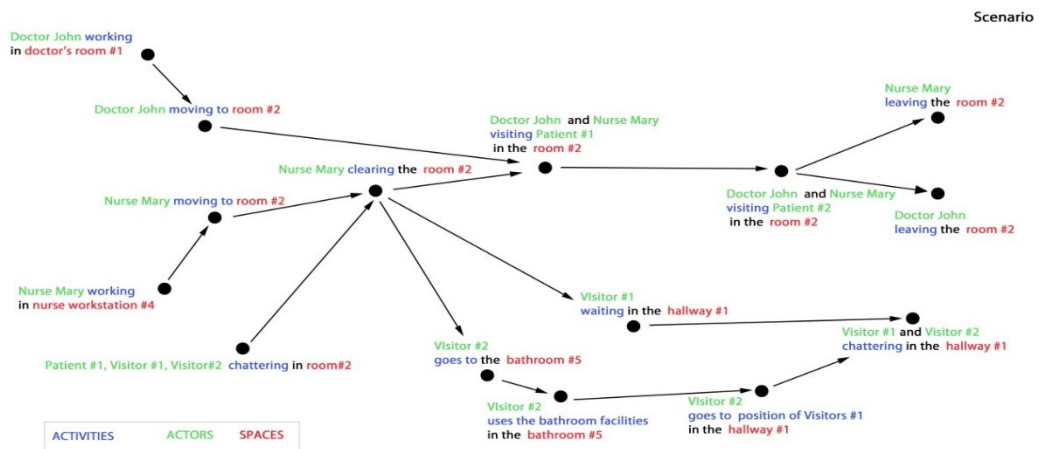 Scenario
Doctor John working
in doctor's room #1
Doctor John moving to room #2
Nurse Mary
leaving the room #2
Doctor John and Nurse Mary
visiting Patient #1
in the room #2
Nurse Mary clearing the room #2
Nurse Mary moving to room #2
Doctor John and Nurse Mary
visiting Patient #2
in the room #2
Doctor John
leaving the room #2
Nurse Mary working
in nurse workstation #4
VIsitor #1
waiting in the hallway #1
Visitor #1 and Visitor #2
chattering in the hallway #1
Patient #1, Visitor #1, Visitor#2 chattering in room#2
VIsitor #2
goes to the bathroom #5
VIsitor #2
uses the bathroom facilities
in the bathroom #5
VIsitor #2
goes to position of Visitors #1
in the hallway #1
ACTIVITIES ACTORS SPACES